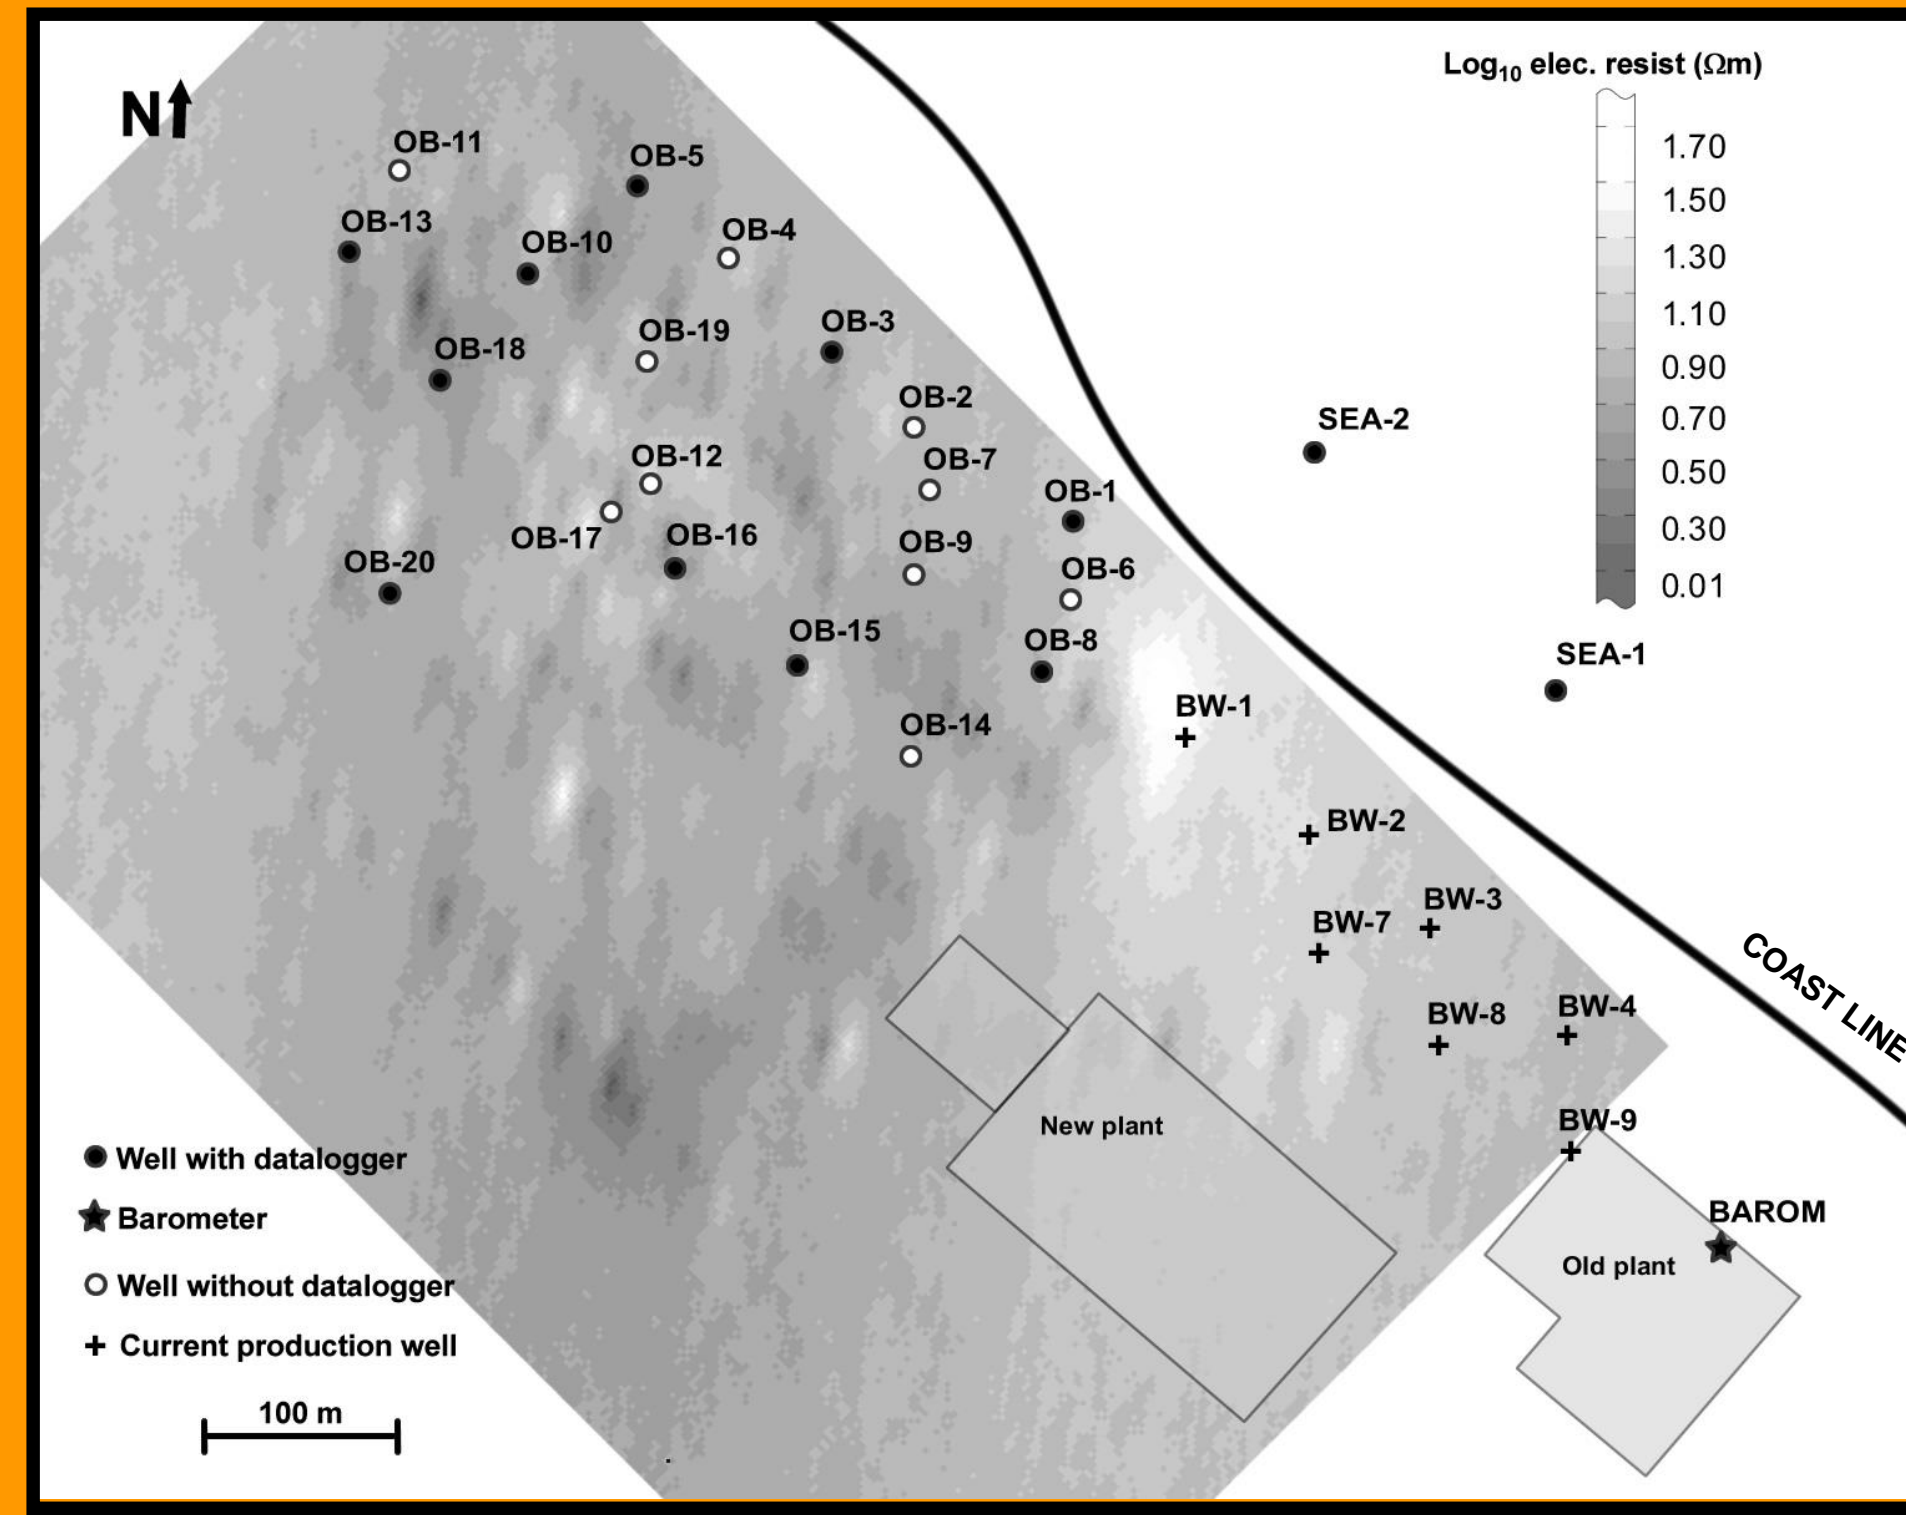 Log10 elec. resist (Ωm)
N
1.70
1.50
1.30
1.10
0.90
0.70
0.50
0.30
0.01
OB-11
OB-5
OB-13
OB-4
OB-10
OB-3
OB-19
OB-18
OB-2
SEA-2
OB-12
OB-7
OB-1
OB-17
OB-16
OB-9
OB-20
OB-6
OB-15
OB-8
SEA-1
BW-1
OB-14
BW-2
BW-3
BW-7
COAST LINE
BW-4
BW-8
BW-9
New plant
BAROM
Old plant
Well with datalogger
Barometer
Well without datalogger
Current production well
100 m